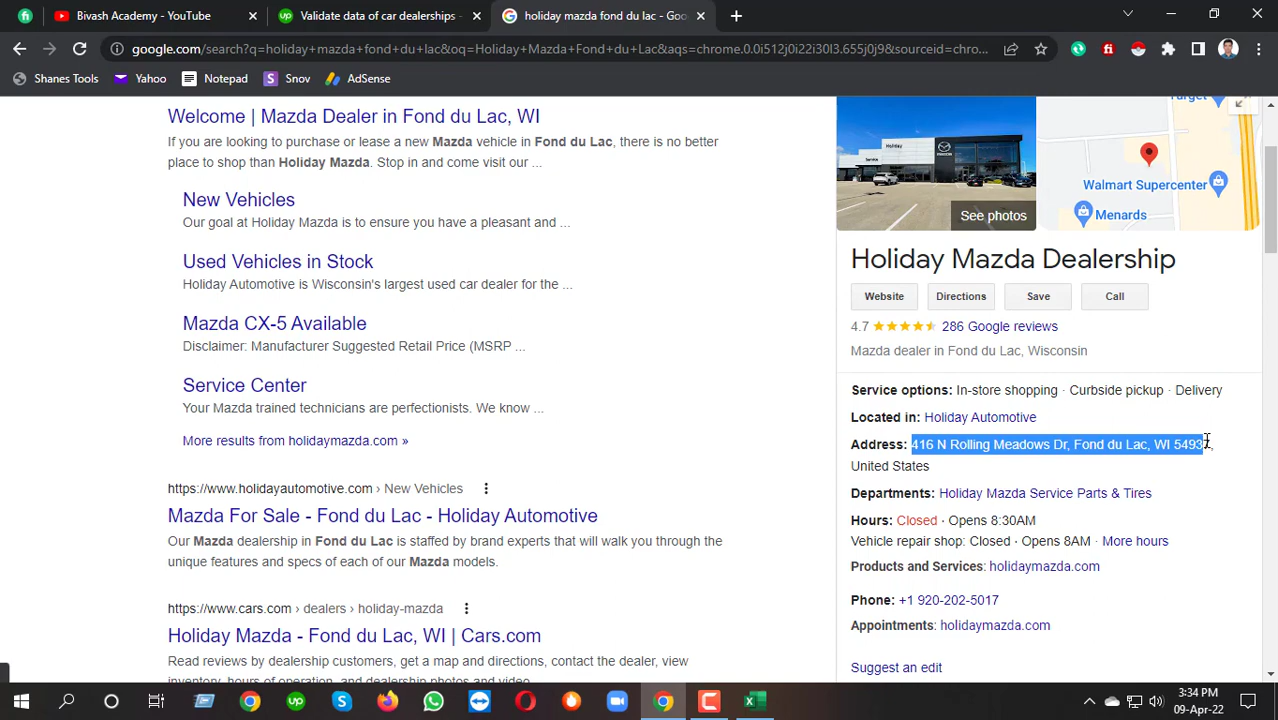 Bivash Academy - YouTube
Validate data of car dealerships -
holiday mazda fond du lac - Goo
google.com/search?q=holiday+mazda+fond+du+lac&oq=Holiday+Mazda+Fond+du+Lac&aqs=chrome.0.0i512j0i22i30l3.655j0j9&sourceid=chro...
Shanes Tools
Yahoo
Notepad
Snov
AdSense
Welcome | Mazda Dealer in Fond du Lac, WI
If you are looking to purchase or lease a new Mazda vehicle in Fond du Lac, there is no better
place to shop than Holiday Mazda. Stop in and come visit our ...
New Vehicles
Our goal at Holiday Mazda is to ensure you have a pleasant and ...
Used Vehicles in Stock
Holiday Automotive is Wisconsin's largest used car dealer for the ...
Mazda CX-5 Available
Disclaimer: Manufacturer Suggested Retail Price (MSRP ...
Service Center
Your Mazda trained technicians are perfectionists. We know ...
More results from holidaymazda.com »
https://www.holidayautomotive.com › New Vehicles
Mazda For Sale - Fond du Lac - Holiday Automotive
Our Mazda dealership in Fond du Lac is staffed by brand experts that will walk you through the
unique features and specs of each of our Mazda models.
https://www.cars.com › dealers › holiday-mazda
Holiday Mazda - Fond du Lac, WI | Cars.com
Read reviews by dealership customers, get a map and directions, contact the dealer, view
inventory, hours of operation, and dealership photos and video.
Target
Walmart Supercenter
Menards
See photos
Holiday Mazda Dealership
Website
Directions
Save
Call
4.7
286 Google reviews
Mazda dealer in Fond du Lac, Wisconsin
Service options: In-store shopping · Curbside pickup · Delivery
Located in: Holiday Automotive
Address: 416 N Rolling Meadows Dr, Fond du Lac, WI 5493
United States
Departments: Holiday Mazda Service Parts & Tires
Hours: Closed · Opens 8:30AM
Vehicle repair shop: Closed · Opens 8AM · More hours
Products and Services: holidaymazda.com
Phone: +1 920-202-5017
Appointments: holidaymazda.com
Suggest an edit
3:34 PM
09-Apr-22